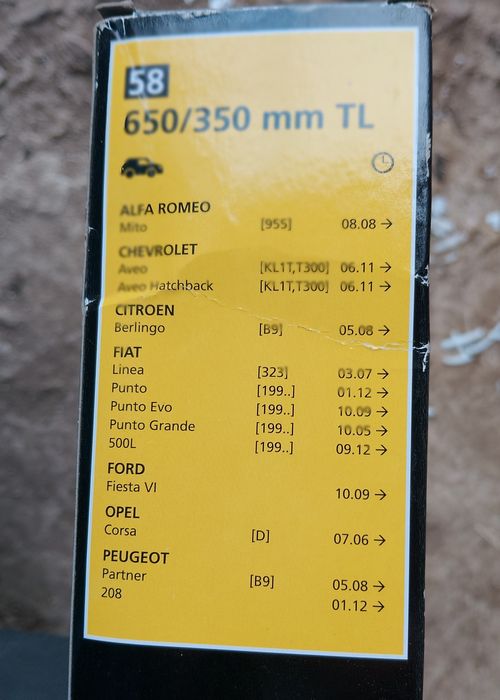 58
650/350 mm TL
ALFA ROMEO
Mito [955] 08.08 →
CHEVROLET
Aveo [KL1T,T300] 06.11 →
Aveo Hatchback [KL1T,T300] 06.11 →
CITROEN
Berlingo [B9] 05.08 →
FIAT
Linea [323] 03.07 →
Punto [199..] 01.12 →
Punto Evo [199..] 10.09 →
Punto Grande [199..] 10.05 →
500L [199..] 09.12 →
FORD
Fiesta VI 10.09 →
OPEL
Corsa [D] 07.06 →
PEUGEOT
Partner [B9] 05.08 →
208 01.12 →